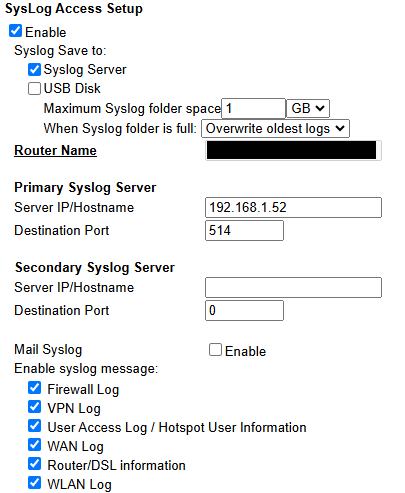 SysLog Access Setup
Enable
Syslog Save to:
Syslog Server
USB Disk
Maximum Syslog folder space 1 GB
When Syslog folder is full: Overwrite oldest logs
Router Name
Primary Syslog Server
Server IP/Hostname 192.168.1.52
Destination Port 514
Secondary Syslog Server
Server IP/Hostname
Destination Port 0
Mail Syslog Enable
Enable syslog message:
Firewall Log
VPN Log
User Access Log / Hotspot User Information
WAN Log
Router/DSL information
WLAN Log